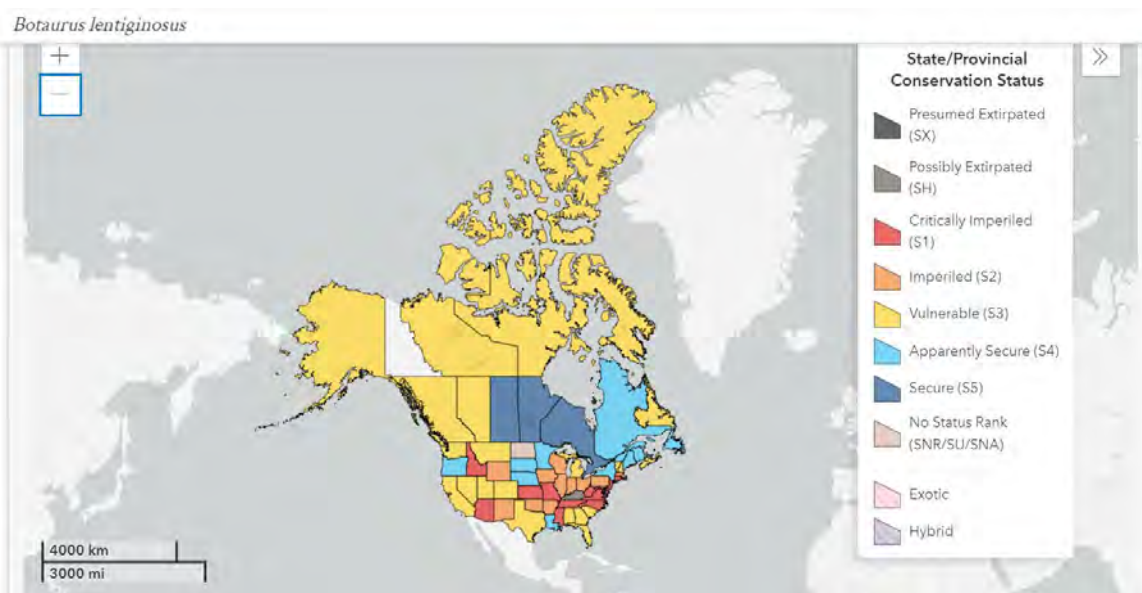 Botaurus lentiginosus
+
−
State/Provincial
Conservation Status
Presumed Extirpated
(SX)
Possibly Extirpated
(SH)
Critically Imperiled
(S1)
Imperiled (S2)
Vulnerable (S3)
Apparently Secure (S4)
Secure (S5)
No Status Rank
(SNR/SU/SNA)
Exotic
Hybrid
4000 km
3000 mi